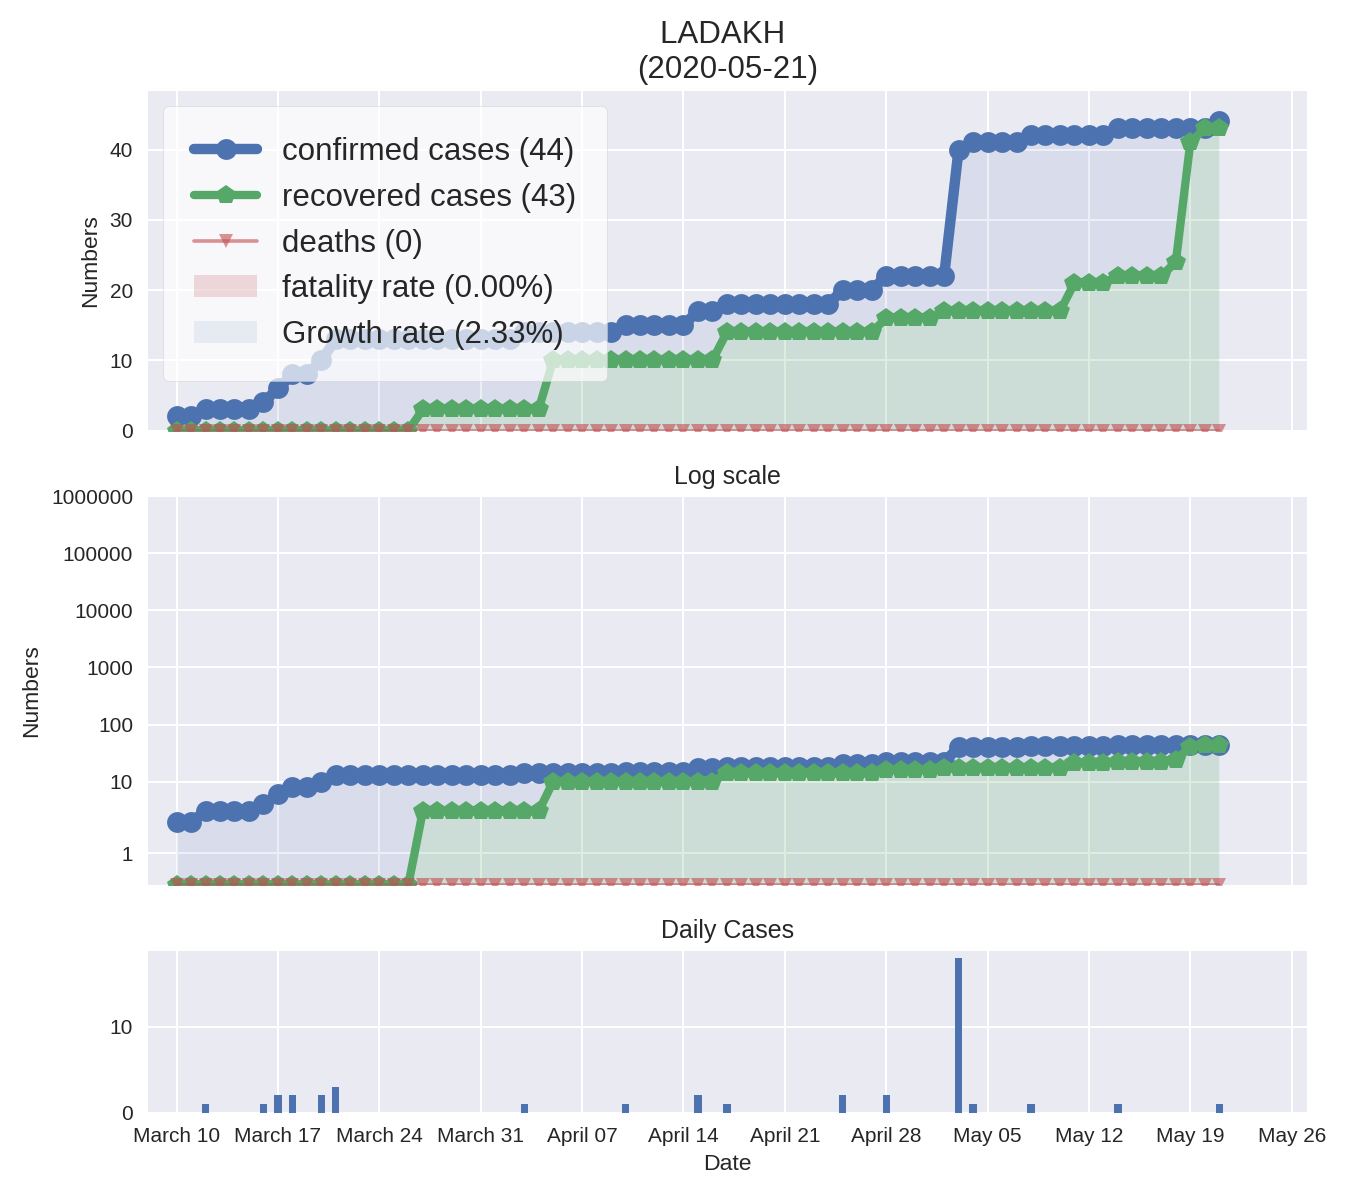 LADAKH
(2020-05-21)
confirmed cases (44)
recovered cases (43)
deaths (0)
fatality rate (0.00%)
Growth rate (2.33%)
Numbers
40
30
20
10
0
Log scale
Numbers
1000000
100000
10000
1000
100
10
1
Daily Cases
10
0
March 10 March 17 March 24 March 31 April 07 April 14 April 21 April 28 May 05 May 12 May 19 May 26
Date